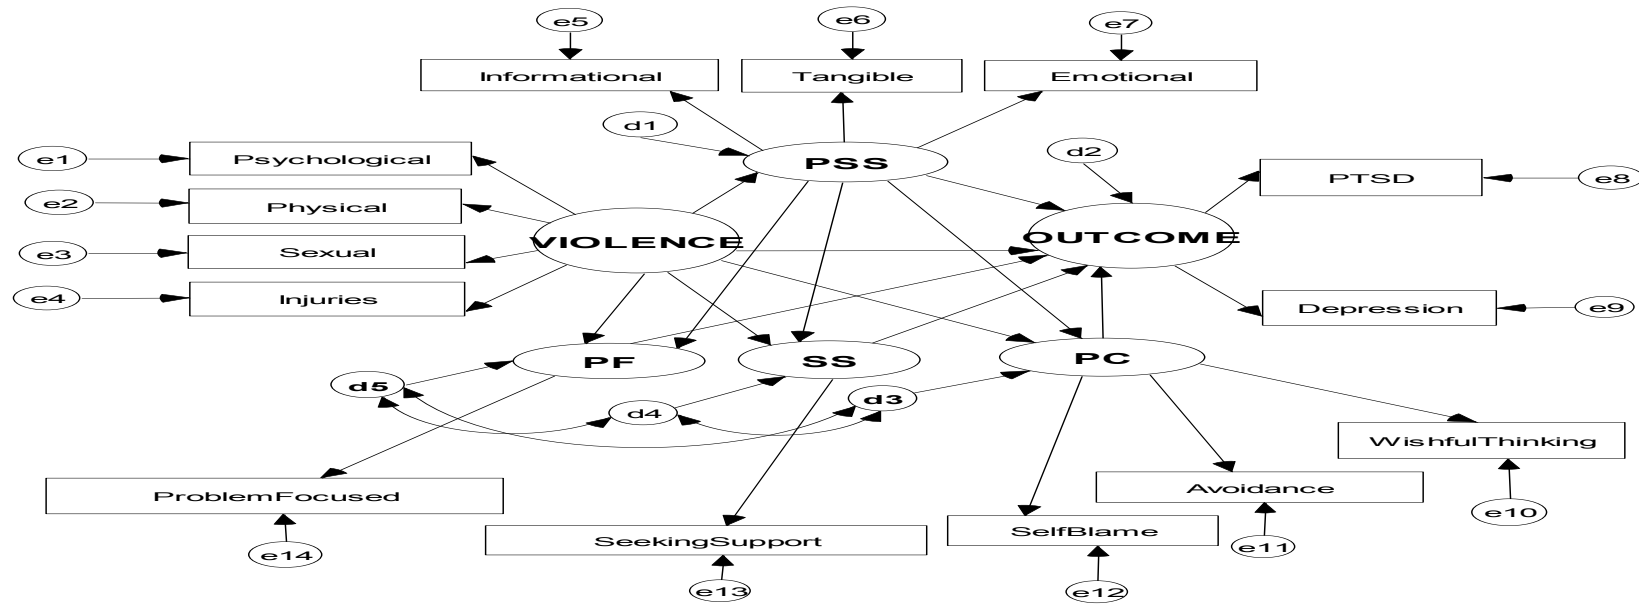 e5
e6
e7
Informational
Tangible
Emotional
d1
e1
Psychological
PSS
d2
PTSD
e8
e2
Physical
VIOLENCE
OUTCOME
e3
Sexual
e4
Injuries
Depression
e9
PF
SS
PC
d5
d4
d3
WishfulThinking
ProblemFocused
Avoidance
e10
SeekingSupport
SelfBlame
e14
e11
e13
e12